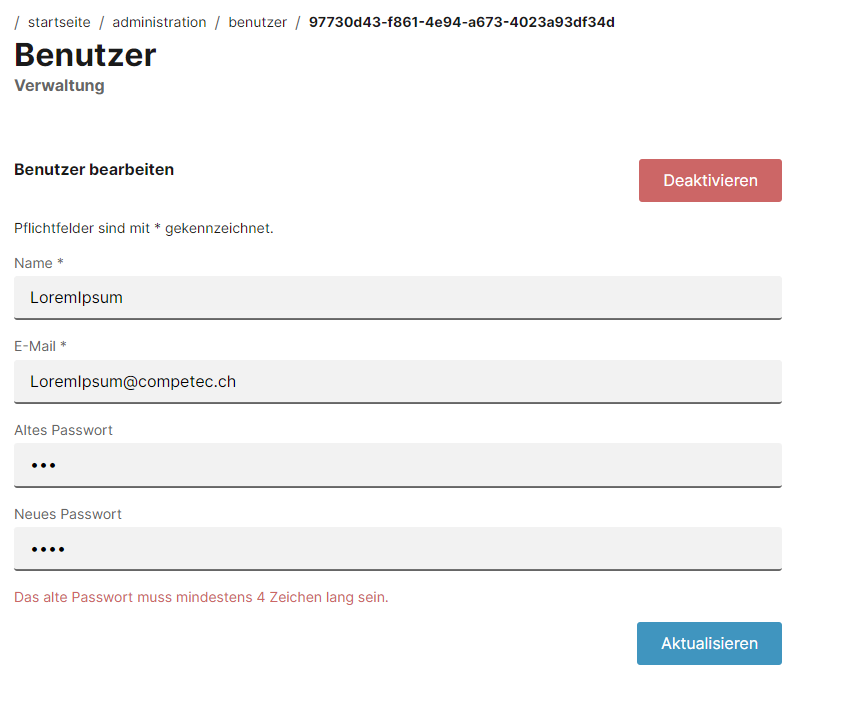 / startseite / administration / benutzer / 97730d43-f861-4e94-a673-4023a93df34d
Benutzer
Verwaltung
Benutzer bearbeiten
Deaktivieren
Pflichtfelder sind mit * gekennzeichnet.
Name *
LoremIpsum
E-Mail *
LoremIpsum@competec.ch
Altes Passwort
•••
Neues Passwort
••••
Das alte Passwort muss mindestens 4 Zeichen lang sein.
Aktualisieren